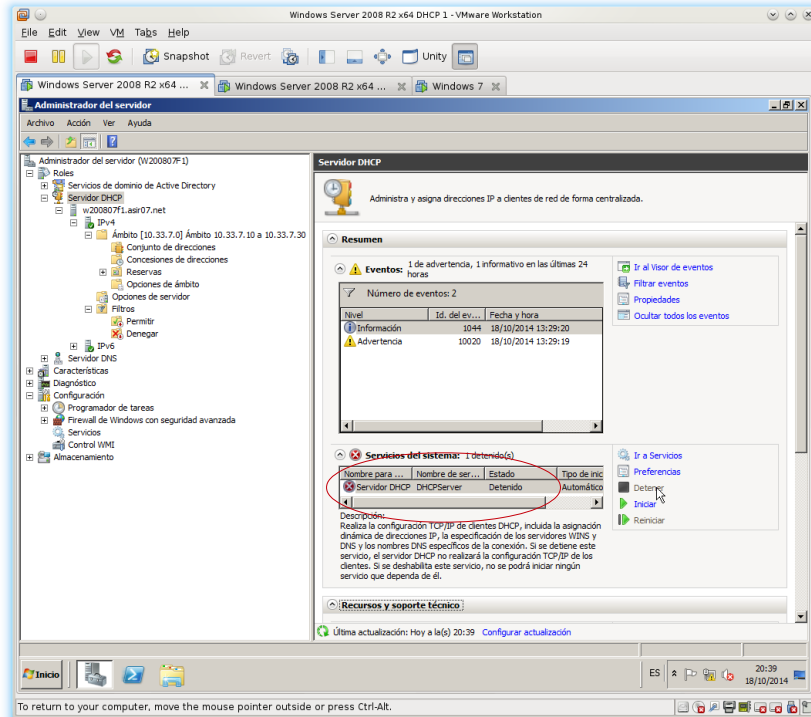 Windows Server 2008 R2 x64 DHCP 1 - VMware Workstation
File Edit View VM Tabs Help
Snapshot Revert Unity
Windows Server 2008 R2 x64 ... Windows Server 2008 R2 x64 ... Windows 7
Administrador del servidor
Archivo Acción Ver Ayuda
Administrador del servidor (W200807F1)
Roles
Servicios de dominio de Active Directory
Servidor DHCP
w200807f1.asir07.net
IPv4
Ámbito [10.33.7.0] Ámbito 10.33.7.10 a 10.33.7.30
Conjunto de direcciones
Concesiones de direcciones
Reservas
Opciones de ámbito
Opciones de servidor
Filtros
Permitir
Denegar
IPv6
Servidor DNS
Características
Diagnóstico
Configuración
Programador de tareas
Firewall de Windows con seguridad avanzada
Servicios
Control WMI
Almacenamiento
Servidor DHCP
Administra y asigna direcciones IP a clientes de red de forma centralizada.
Resumen
Eventos: 1 de advertencia, 1 informativo en las últimas 24
horas
Número de eventos: 2
Nivel Id. del ev... Fecha y hora
Información 1044 18/10/2014 13:29:20
Advertencia 10020 18/10/2014 13:29:19
Ir al Visor de eventos
Filtrar eventos
Propiedades
Ocultar todos los eventos
Servicios del sistema: 1 detenido(s)
Nombre para ... Nombre de ser... Estado Tipo de inic
Servidor DHCP DHCPServer Detenido Automático
Descripción:
Realiza la configuración TCP/IP de clientes DHCP, incluida la asignación
dinámica de direcciones IP, la especificación de los servidores WINS y
DNS y los nombres DNS específicos de la conexión. Si se detiene este
servicio, el servidor DHCP no realizará la configuración TCP/IP de los
clientes. Si se deshabilita este servicio, no se podrá iniciar ningún
servicio que dependa de él.
Ir a Servicios
Preferencias
Detener
Iniciar
Reiniciar
Recursos y soporte técnico
Última actualización: Hoy a la(s) 20:39 Configurar actualización
Inicio
ES 20:39
18/10/2014
To return to your computer, move the mouse pointer outside or press Ctrl-Alt.